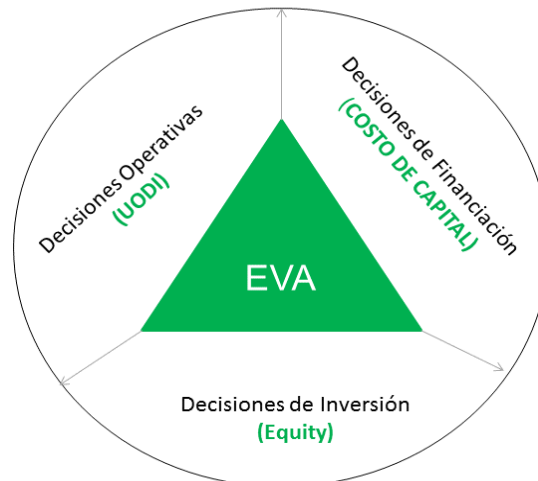 Decisiones Operativas
(UODI)
Decisiones de Financiación
(COSTO DE CAPITAL)
EVA
Decisiones de Inversión
(Equity)